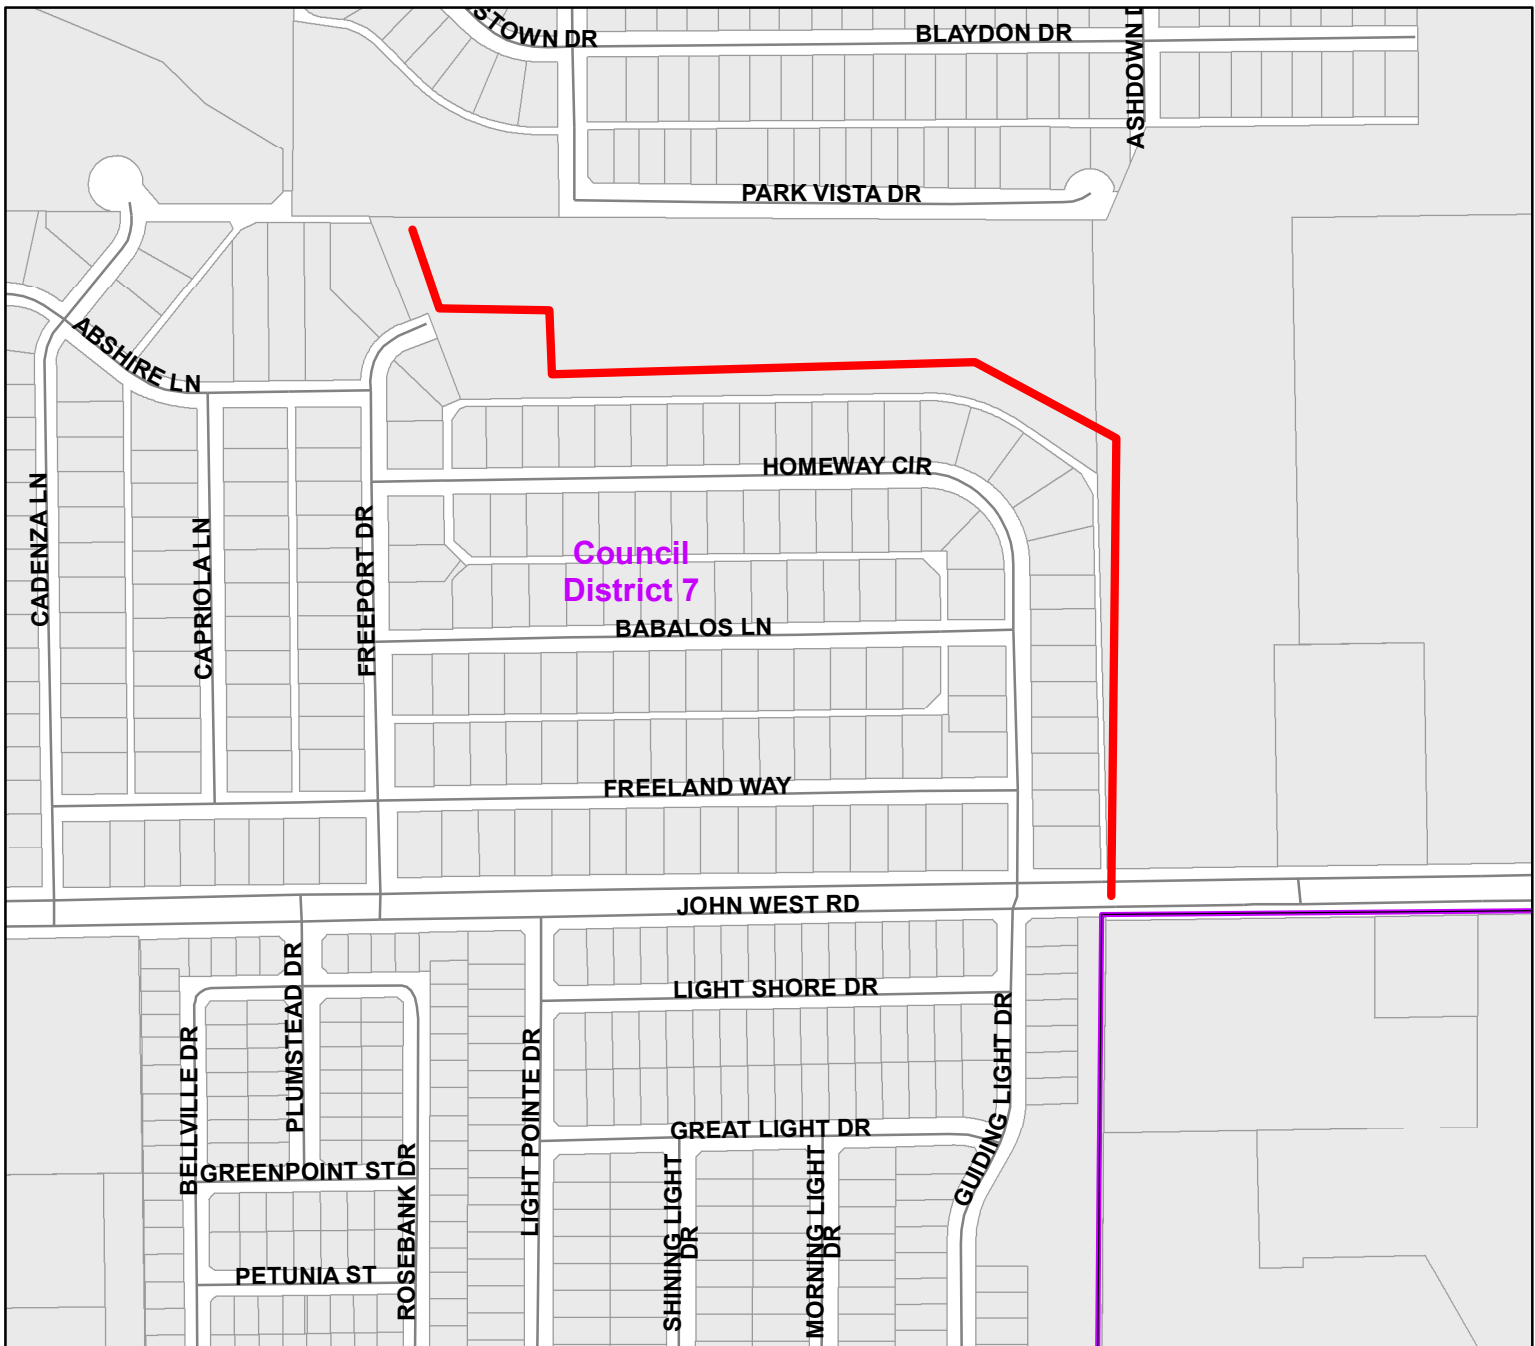 STOWN DR
BLAYDON DR
ASHDOWN D
PARK VISTA DR
ABSHIRE LN
HOMEWAY CIR
CADENZA LN
CAPRIOLA LN
FREEPORT DR
Council
District 7
BABALOS LN
FREELAND WAY
JOHN WEST RD
LIGHT SHORE DR
PLUMSTEAD DR
BELLVILLE DR
LIGHT POINTE DR
GUIDING LIGHT DR
GREAT LIGHT DR
GREENPOINT ST
ROSEBANK DR
SHINING LIGHT
DR
MORNING LIGHT
DR
PETUNIA ST